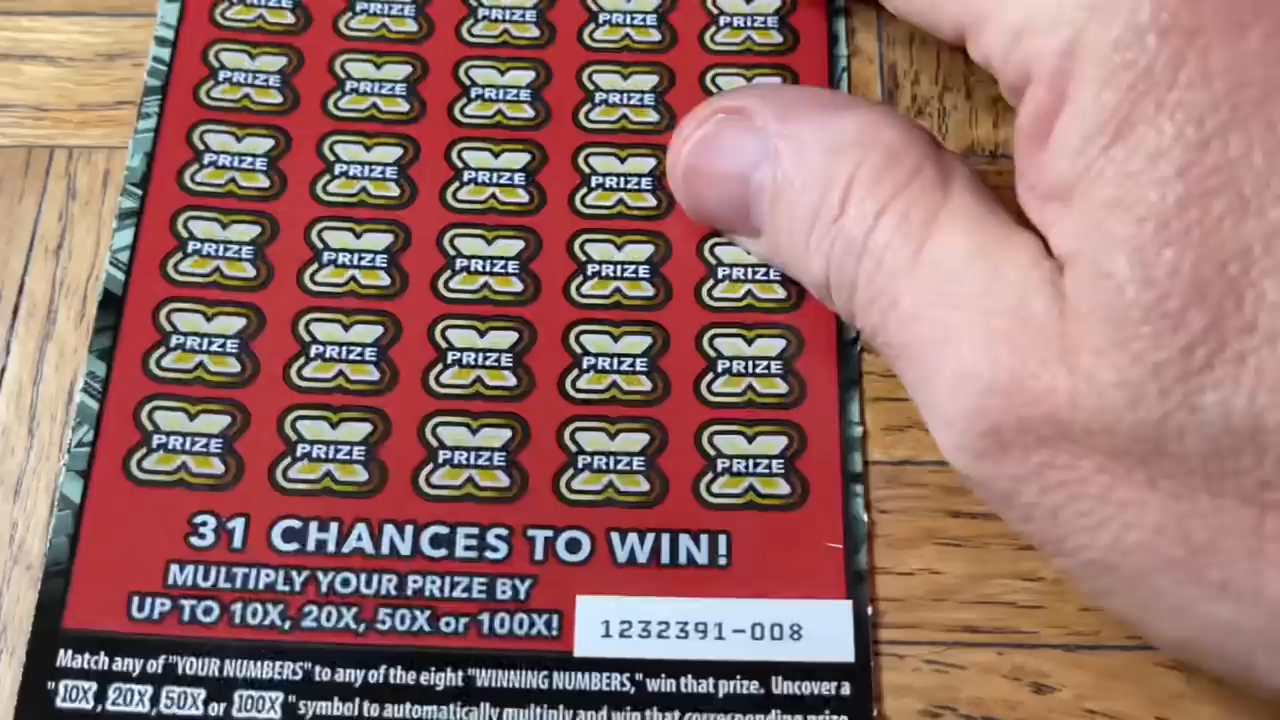 PRIZE PRIZE PRIZE PRIZE PRIZE
PRIZE PRIZE PRIZE PRIZE
PRIZE PRIZE PRIZE PRIZE
PRIZE PRIZE PRIZE PRIZE PRIZE
PRIZE PRIZE PRIZE PRIZE PRIZE
PRIZE PRIZE PRIZE PRIZE PRIZE
31 CHANCES TO WIN!
MULTIPLY YOUR PRIZE BY
UP TO 10X, 20X, 50X or 100X!
1232391-008
Match any of "YOUR NUMBERS" to any of the eight "WINNING NUMBERS," win that prize. Uncover a
"10X, 20X, 50X or 100X" symbol to automatically multiply and win that corresponding prize